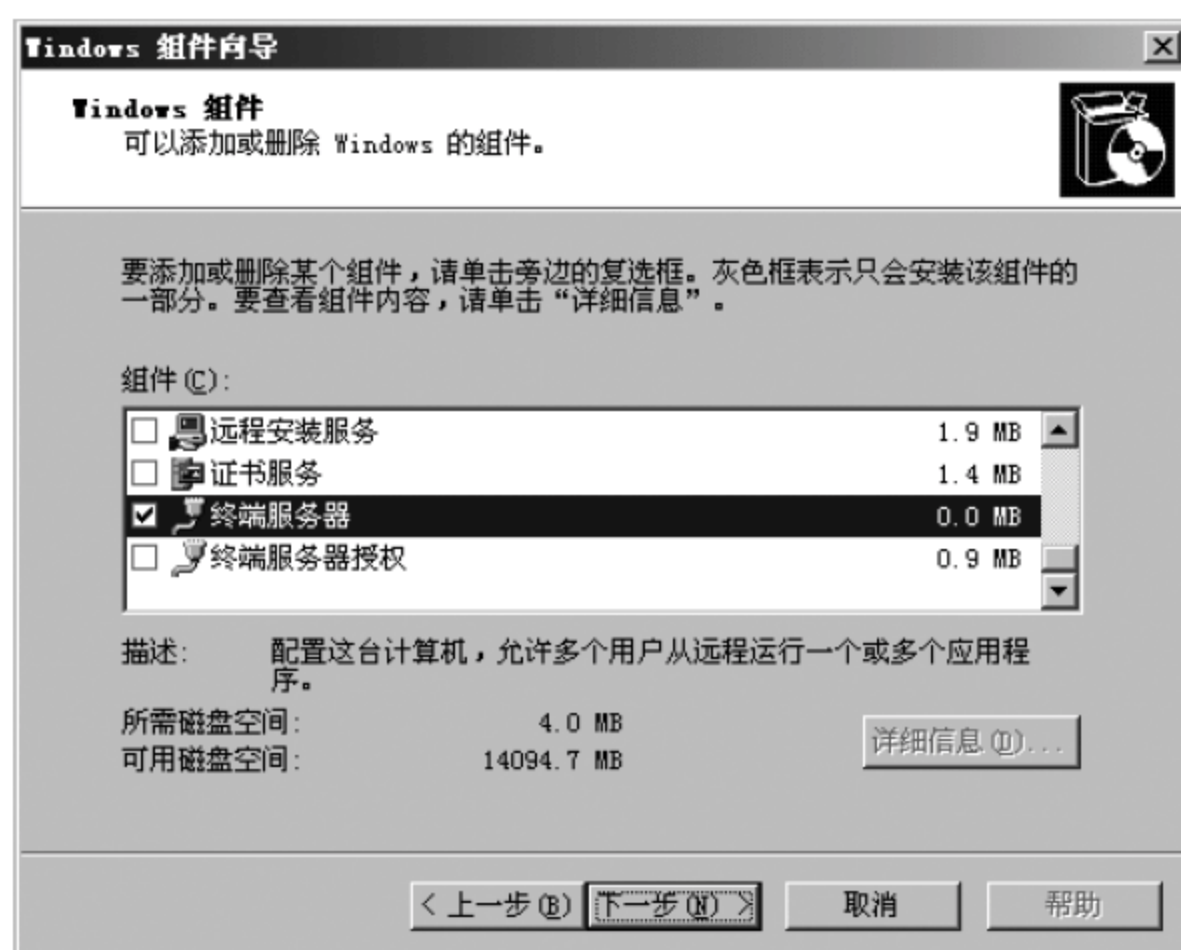 Windows 组件向导
Windows 组件
可以添加或删除 Windows 的组件。
要添加或删除某个组件，请单击旁边的复选框。灰色框表示只会安装该组件的
一部分。要查看组件内容，请单击“详细信息”。
组件(C):
远程安装服务 1.9 MB
证书服务 1.4 MB
终端服务器 0.0 MB
终端服务器授权 0.9 MB
描述: 配置这台计算机，允许多个用户从远程运行一个或多个应用程
序。
所需磁盘空间: 4.0 MB
可用磁盘空间: 14094.7 MB
详细信息(D)...
< 上一步(B) 下一步(N) > 取消 帮助